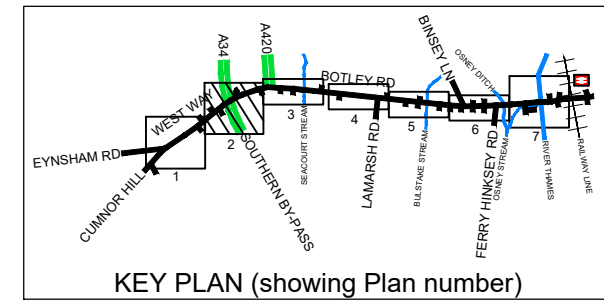 A34
A420
WEST WAY
BOTLEY RD
BINSEY LN
OSNEY DITCH
EYNSHAM RD
CUMNOR HILL
SOUTHERN BY-PASS
SEACOURT STREAM
LAMARSH RD
BULSTAKE STREAM
FERRY HINKSEY RD
OSNEY STREAM
RIVER THAMES
RAILWAY LINE
1
2
3
4
5
6
7
KEY PLAN (showing Plan number)